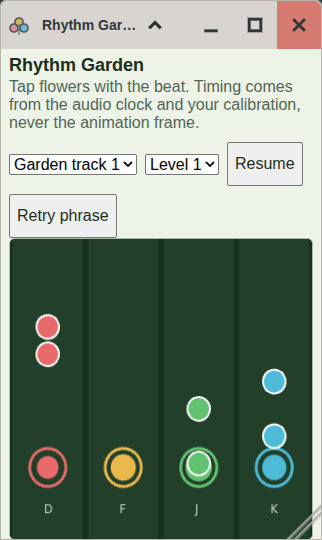 Rhythm Gar...
Rhythm Garden
Tap flowers with the beat. Timing comes
from the audio clock and your calibration,
never the animation frame.
Garden track 1 Level 1 Resume
Retry phrase
D F J K